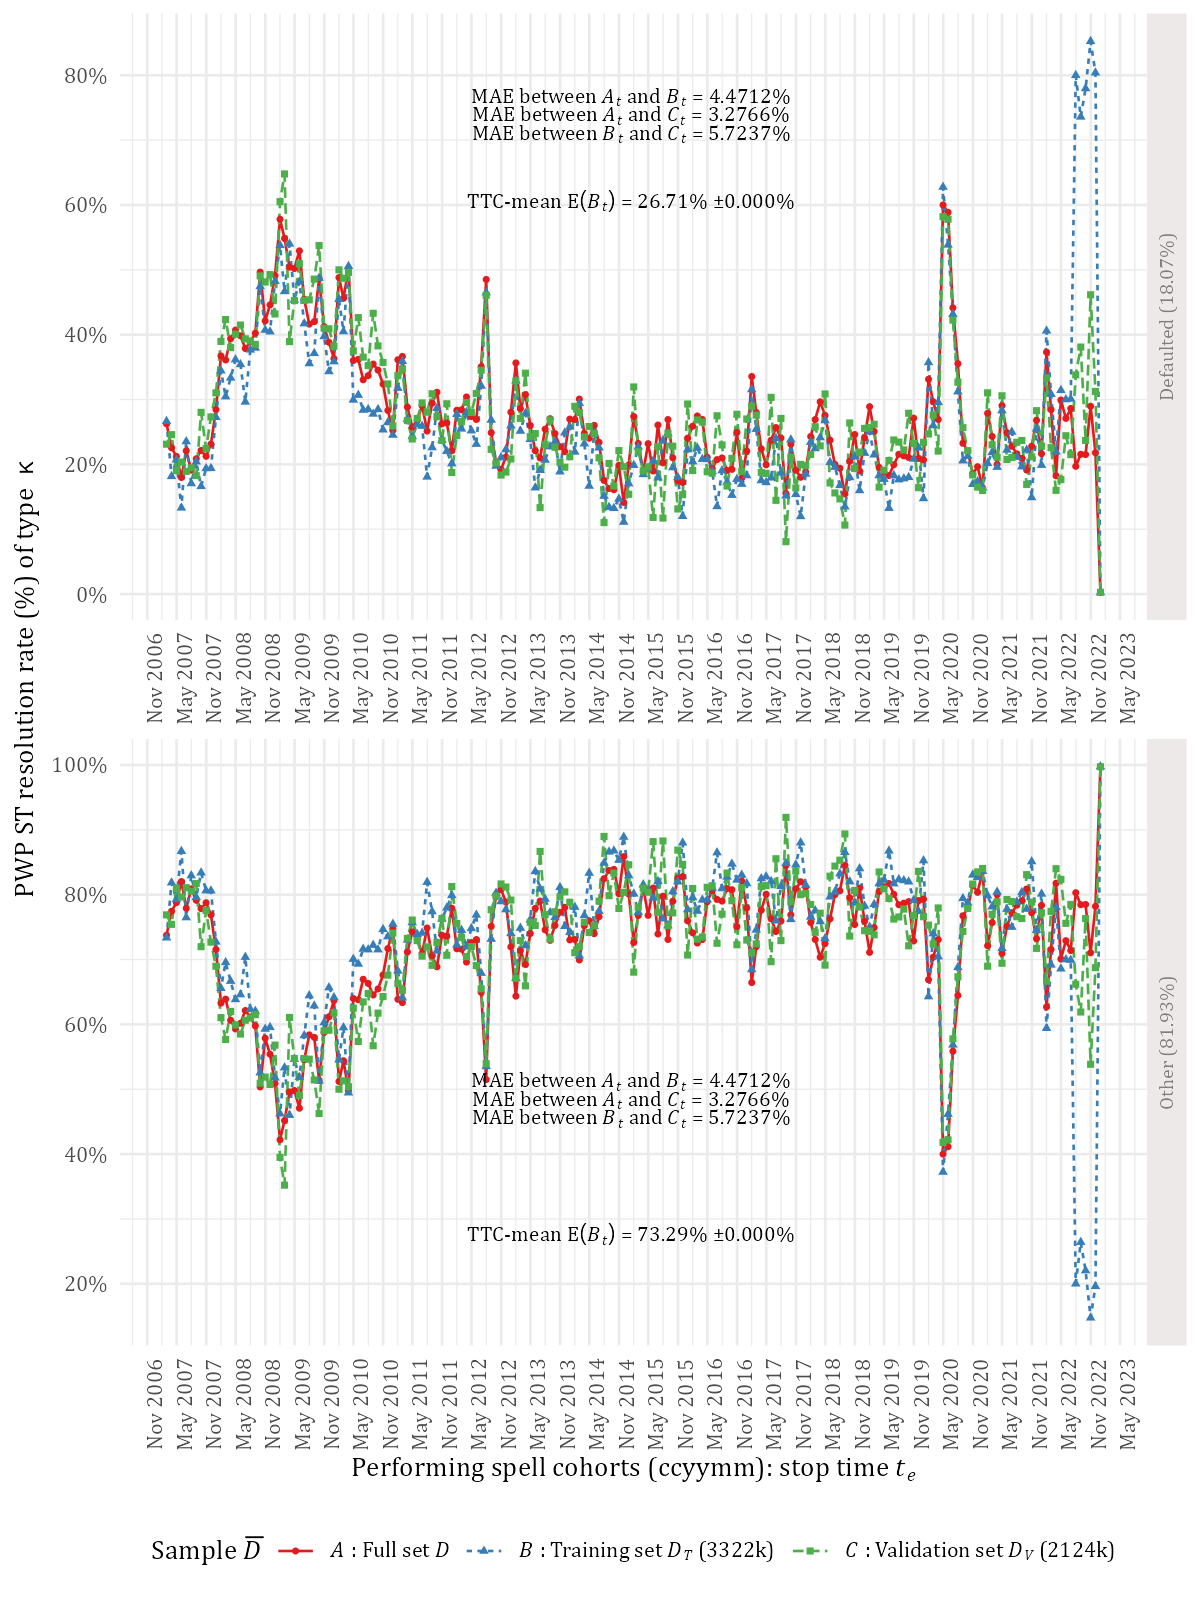 PWP ST resolution rate (%) of type κ
80%
60%
40%
20%
0%
MAE between A_t and B_t = 4.4712%
MAE between A_t and C_t = 3.2766%
MAE between B_t and C_t = 5.7237%
TTC-mean E(B_t) = 26.71% ±0.000%
Defaulted (18.07%)
Nov 2006
May 2007
Nov 2007
May 2008
Nov 2008
May 2009
Nov 2009
May 2010
Nov 2010
May 2011
Nov 2011
May 2012
Nov 2012
May 2013
Nov 2013
May 2014
Nov 2014
May 2015
Nov 2015
May 2016
Nov 2016
May 2017
Nov 2017
May 2018
Nov 2018
May 2019
Nov 2019
May 2020
Nov 2020
May 2021
Nov 2021
May 2022
Nov 2022
May 2023
100%
80%
60%
40%
20%
MAE between A_t and B_t = 4.4712%
MAE between A_t and C_t = 3.2766%
MAE between B_t and C_t = 5.7237%
TTC-mean E(B_t) = 73.29% ±0.000%
Other (81.93%)
Nov 2006
May 2007
Nov 2007
May 2008
Nov 2008
May 2009
Nov 2009
May 2010
Nov 2010
May 2011
Nov 2011
May 2012
Nov 2012
May 2013
Nov 2013
May 2014
Nov 2014
May 2015
Nov 2015
May 2016
Nov 2016
May 2017
Nov 2017
May 2018
Nov 2018
May 2019
Nov 2019
May 2020
Nov 2020
May 2021
Nov 2021
May 2022
Nov 2022
May 2023
Performing spell cohorts (ccyymm): stop time t_e
Sample D̅ A : Full set D B : Training set D_T (3322k) C : Validation set D_V (2124k)